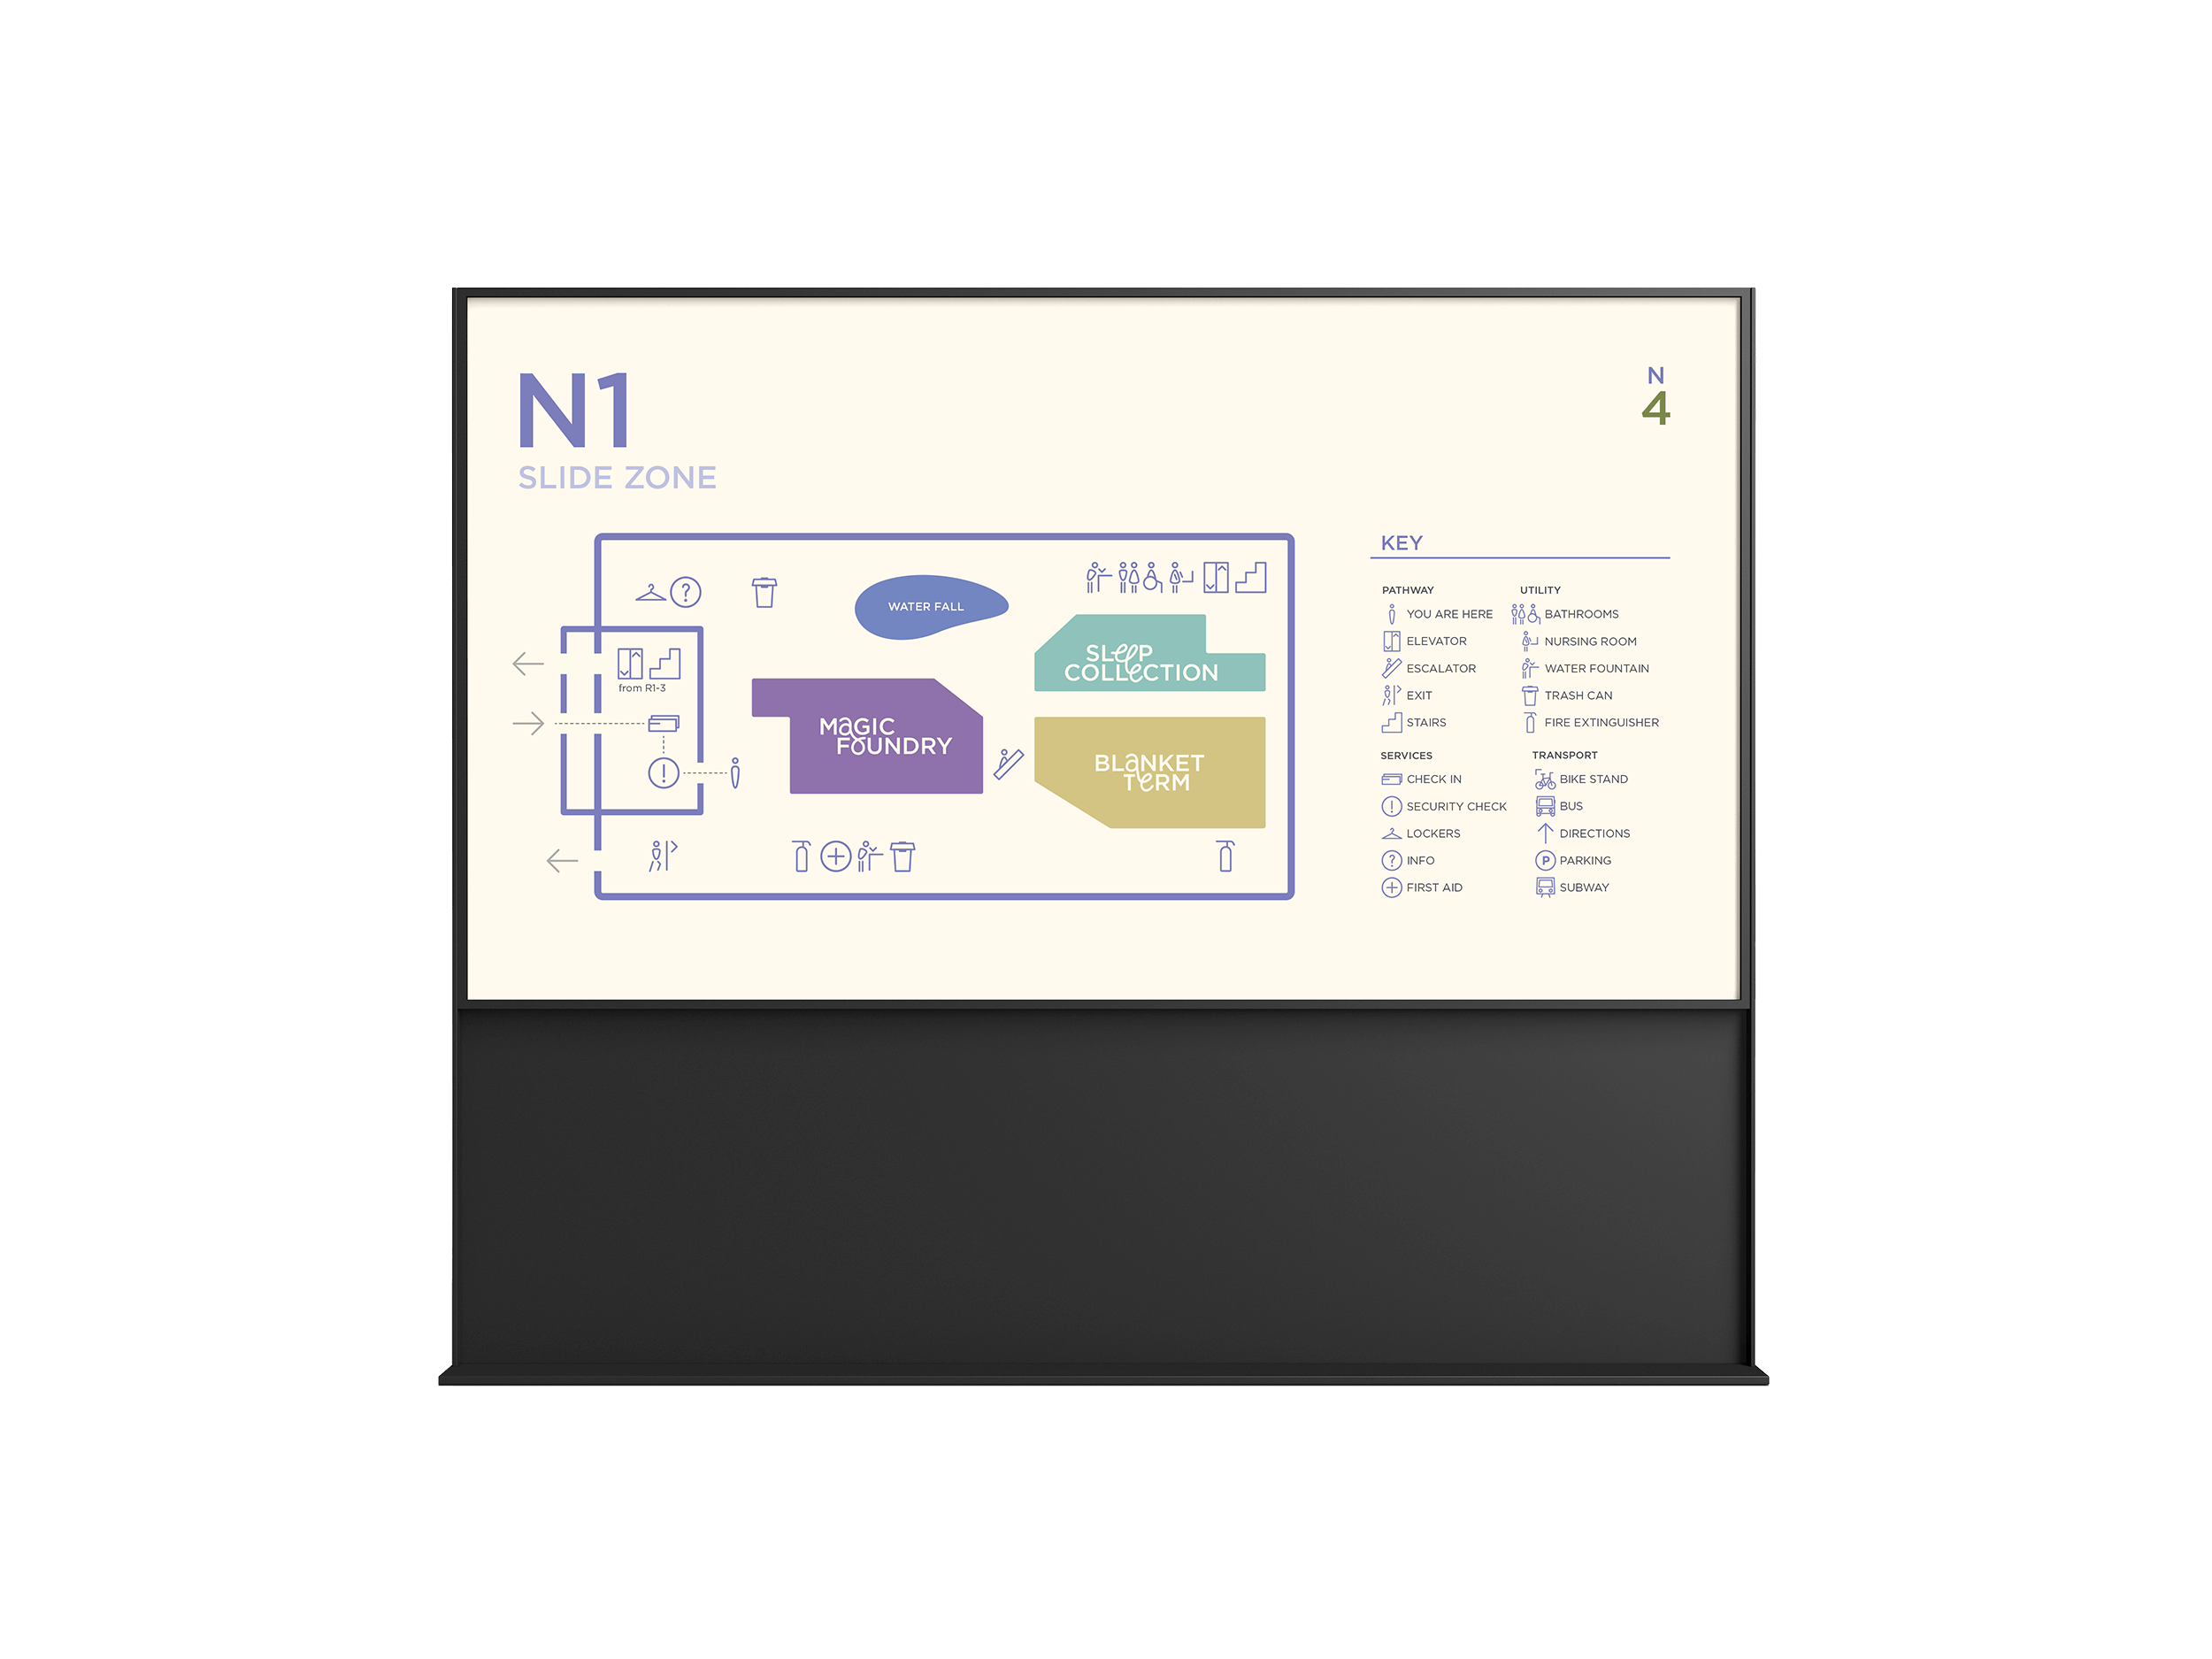 N1
SLIDE ZONE
N
4
WATER FALL
SLEEP
COLLECTION
from R1-3
MaGIC
FOUNDRY
BLaNKET
TeRM
KEY
PATHWAY
YOU ARE HERE
ELEVATOR
ESCALATOR
EXIT
STAIRS
UTILITY
BATHROOMS
NURSING ROOM
WATER FOUNTAIN
TRASH CAN
FIRE EXTINGUISHER
SERVICES
CHECK IN
SECURITY CHECK
LOCKERS
INFO
FIRST AID
TRANSPORT
BIKE STAND
BUS
DIRECTIONS
P PARKING
SUBWAY